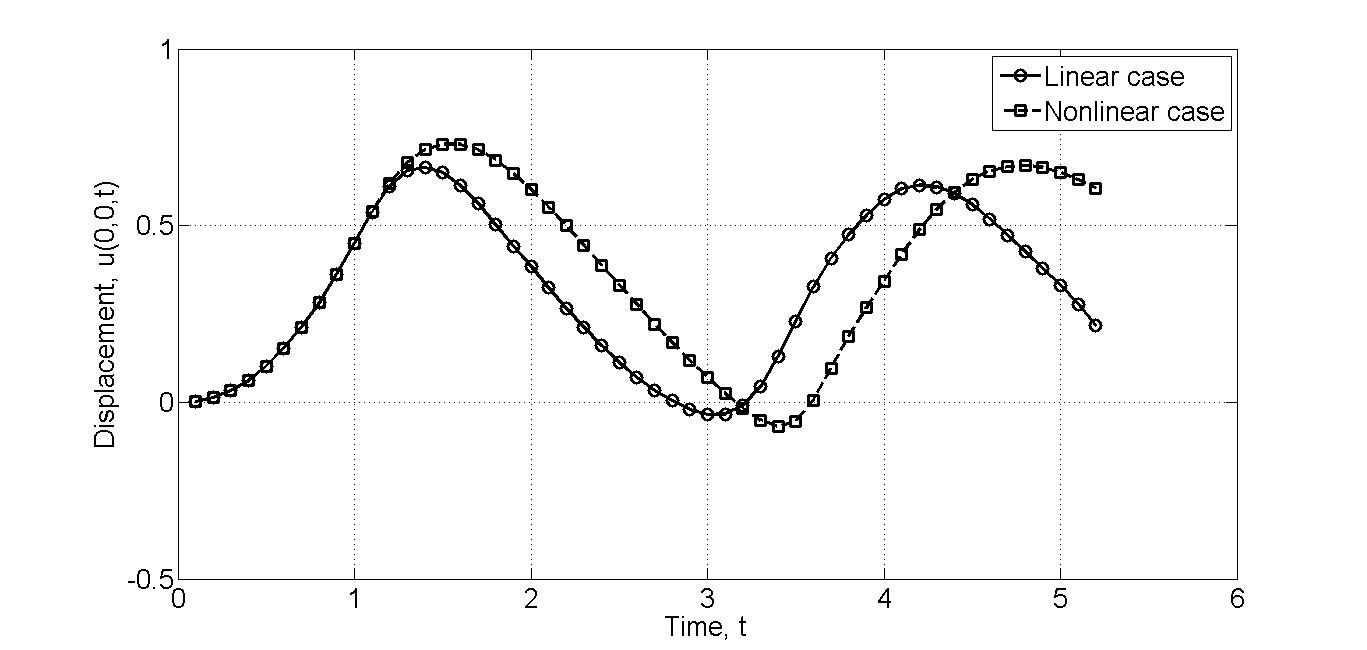 Displacement, u(0,0,t)
1
0.5
0
-0.5
0
1
2
3
4
5
6
Time, t
Linear case
Nonlinear case